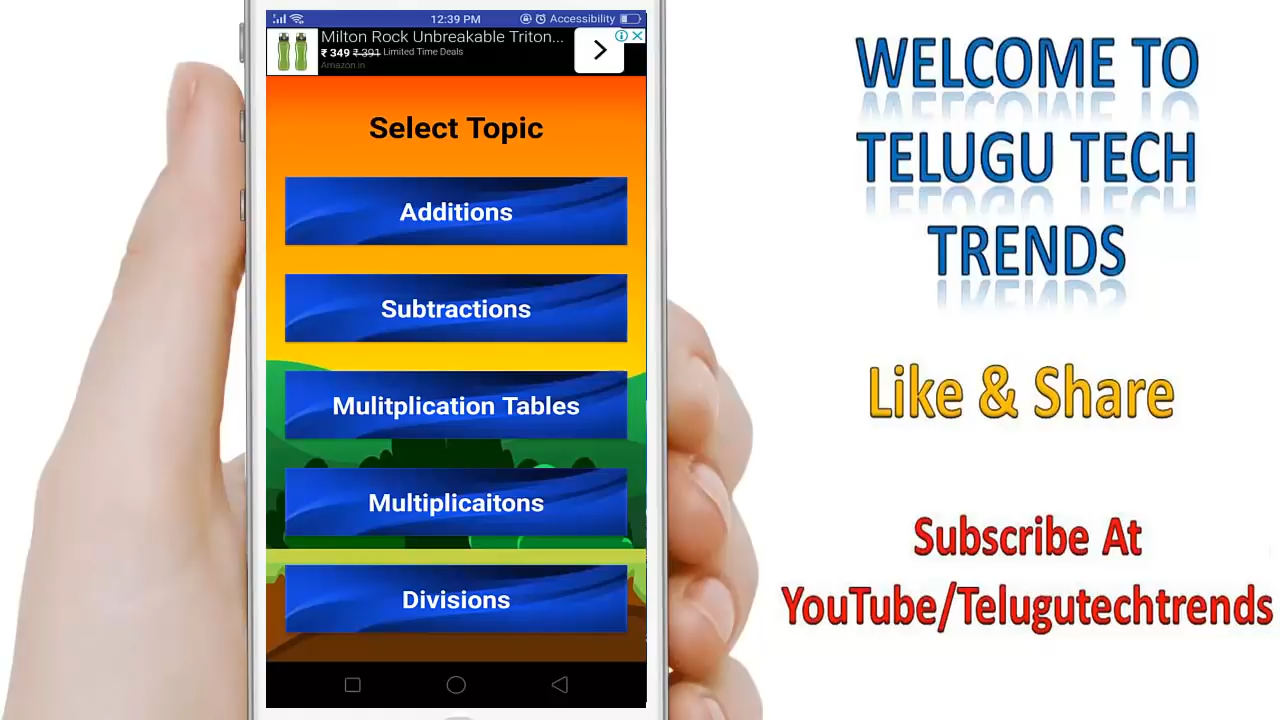 12:39 PM
Accessibility
Milton Rock Unbreakable Triton...
₹ 349 ₹ 391 Limited Time Deals
Amazon.in
Select Topic
Additions
Subtractions
Mulitplication Tables
Multiplicaitons
Divisions
WELCOME TO
TELUGU TECH
TRENDS
Like & Share
Subscribe At
YouTube/Telugutechtrends